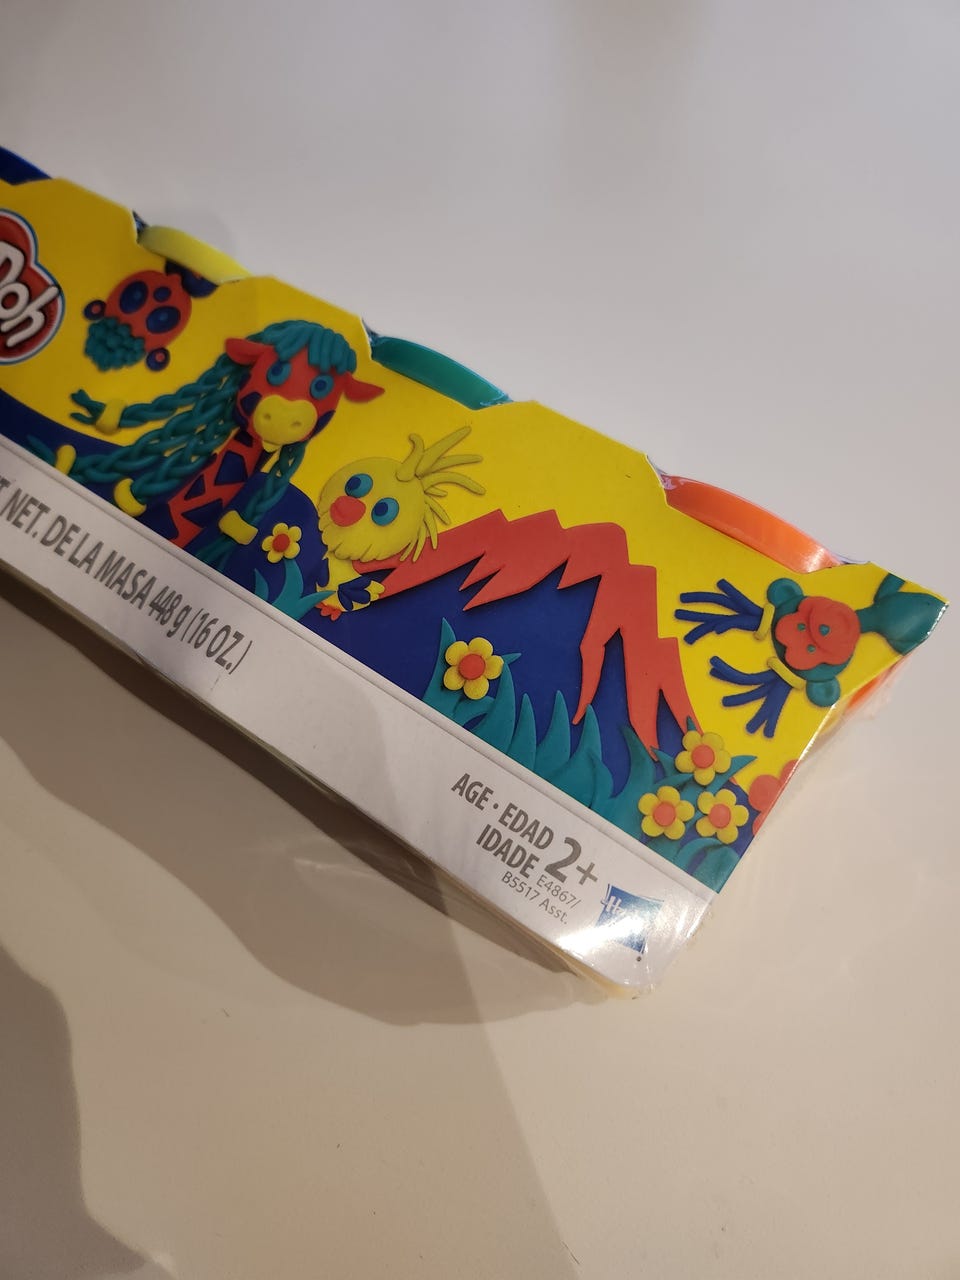 Doh
NET. DE LA MASA 448 g (16 OZ.)
AGE · EDAD
IDADE 2+
E4867/
B5517 Asst.